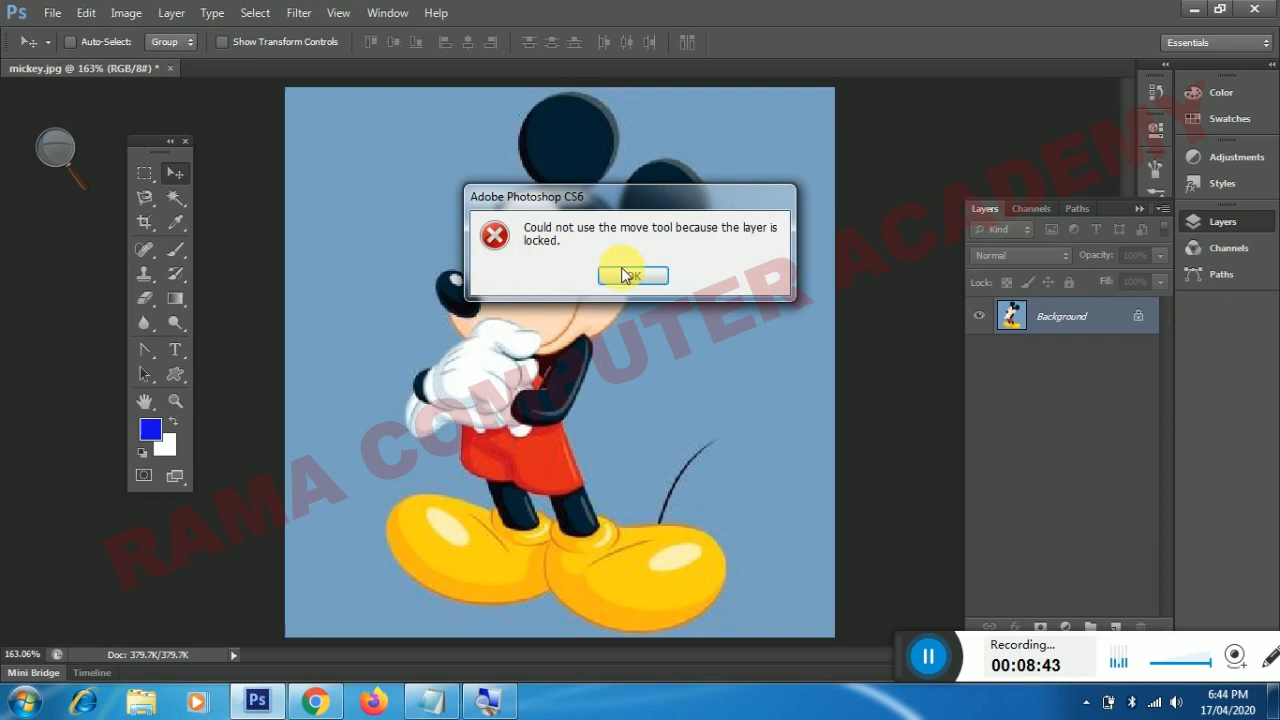 Ps File Edit Image Layer Type Select Filter View Window Help
Auto-Select: Group Show Transform Controls Essentials
mickey.jpg @ 163% (RGB/8#) * ×
Color
Swatches
Adjustments
Styles
Layers
Channels
Paths
Layers Channels Paths
Kind
Normal Opacity: 100%
Lock: Fill: 100%
Background
Adobe Photoshop CS6
Could not use the move tool because the layer is
locked.
OK
RAMA COMPUTER ACADEMY
T
163.06% Doc: 379.7K/379.7K
Mini Bridge Timeline
Recording...
00:08:43
Ps
6:44 PM
17/04/2020